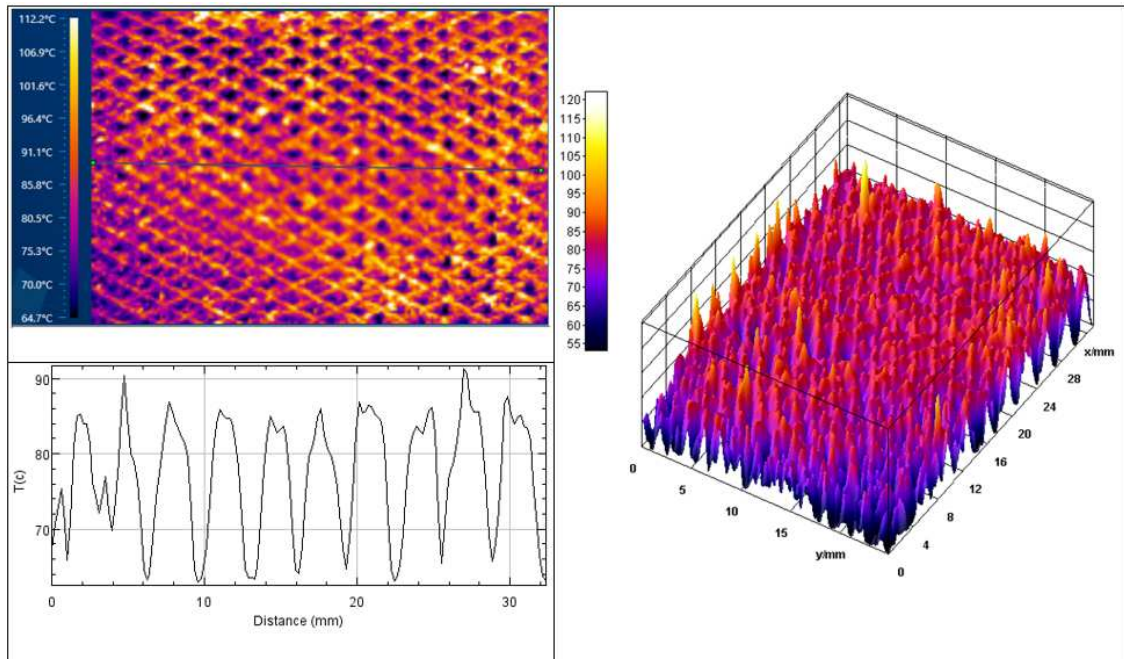 112.2°C
106.9°C
101.6°C
96.4°C
91.1°C
85.8°C
80.5°C
75.3°C
70.0°C
64.7°C
90
80
70
T(c)
0 10 20 30
Distance (mm)
120
115
110
105
100
95
90
85
80
75
70
65
60
55
x/mm
28
24
20
16
12
8
4
0
0
5
10
15
y/mm